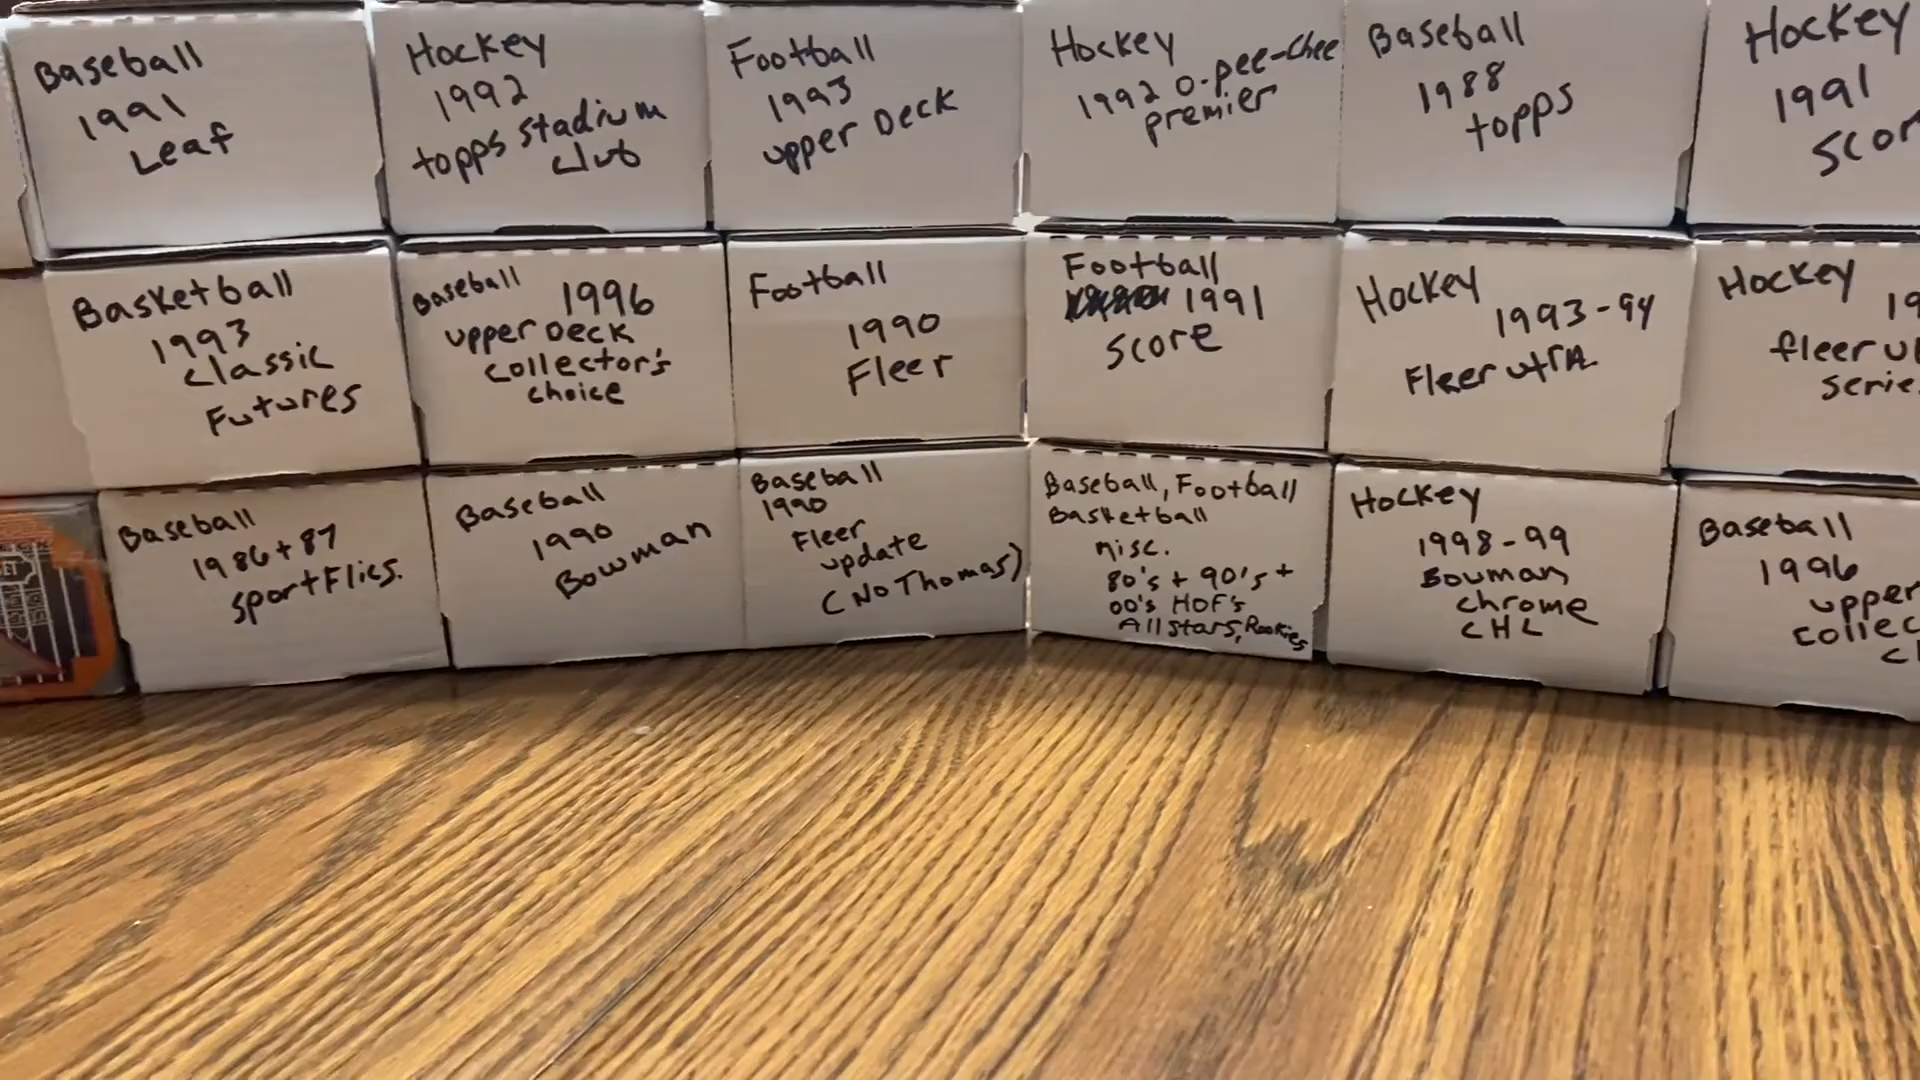 Baseball
1991
Leaf
Hockey
1992
topps stadium
club
Football
1993
upper Deck
Hockey
1992 O-pee-chee
premier
Baseball
1988
topps
Hockey
1991
Basketball
1993
classic
Futures
Baseball 1996
upper Deck
collector's
choice
Football
1990
Fleer
Football
1991
Score
Hockey
1993-94
Fleer ultra
Hockey
fleer
Baseball
1986+87
sportFlics.
Baseball
1990
Bowman
Baseball
1990
Fleer
update
(No Thomas)
Baseball, Football
Basketball
misc.
80's + 90's +
00's HOF's
Allstars, Rookies
Hockey
1998-99
Bowman
chrome
CHL
Baseball
1996
upper